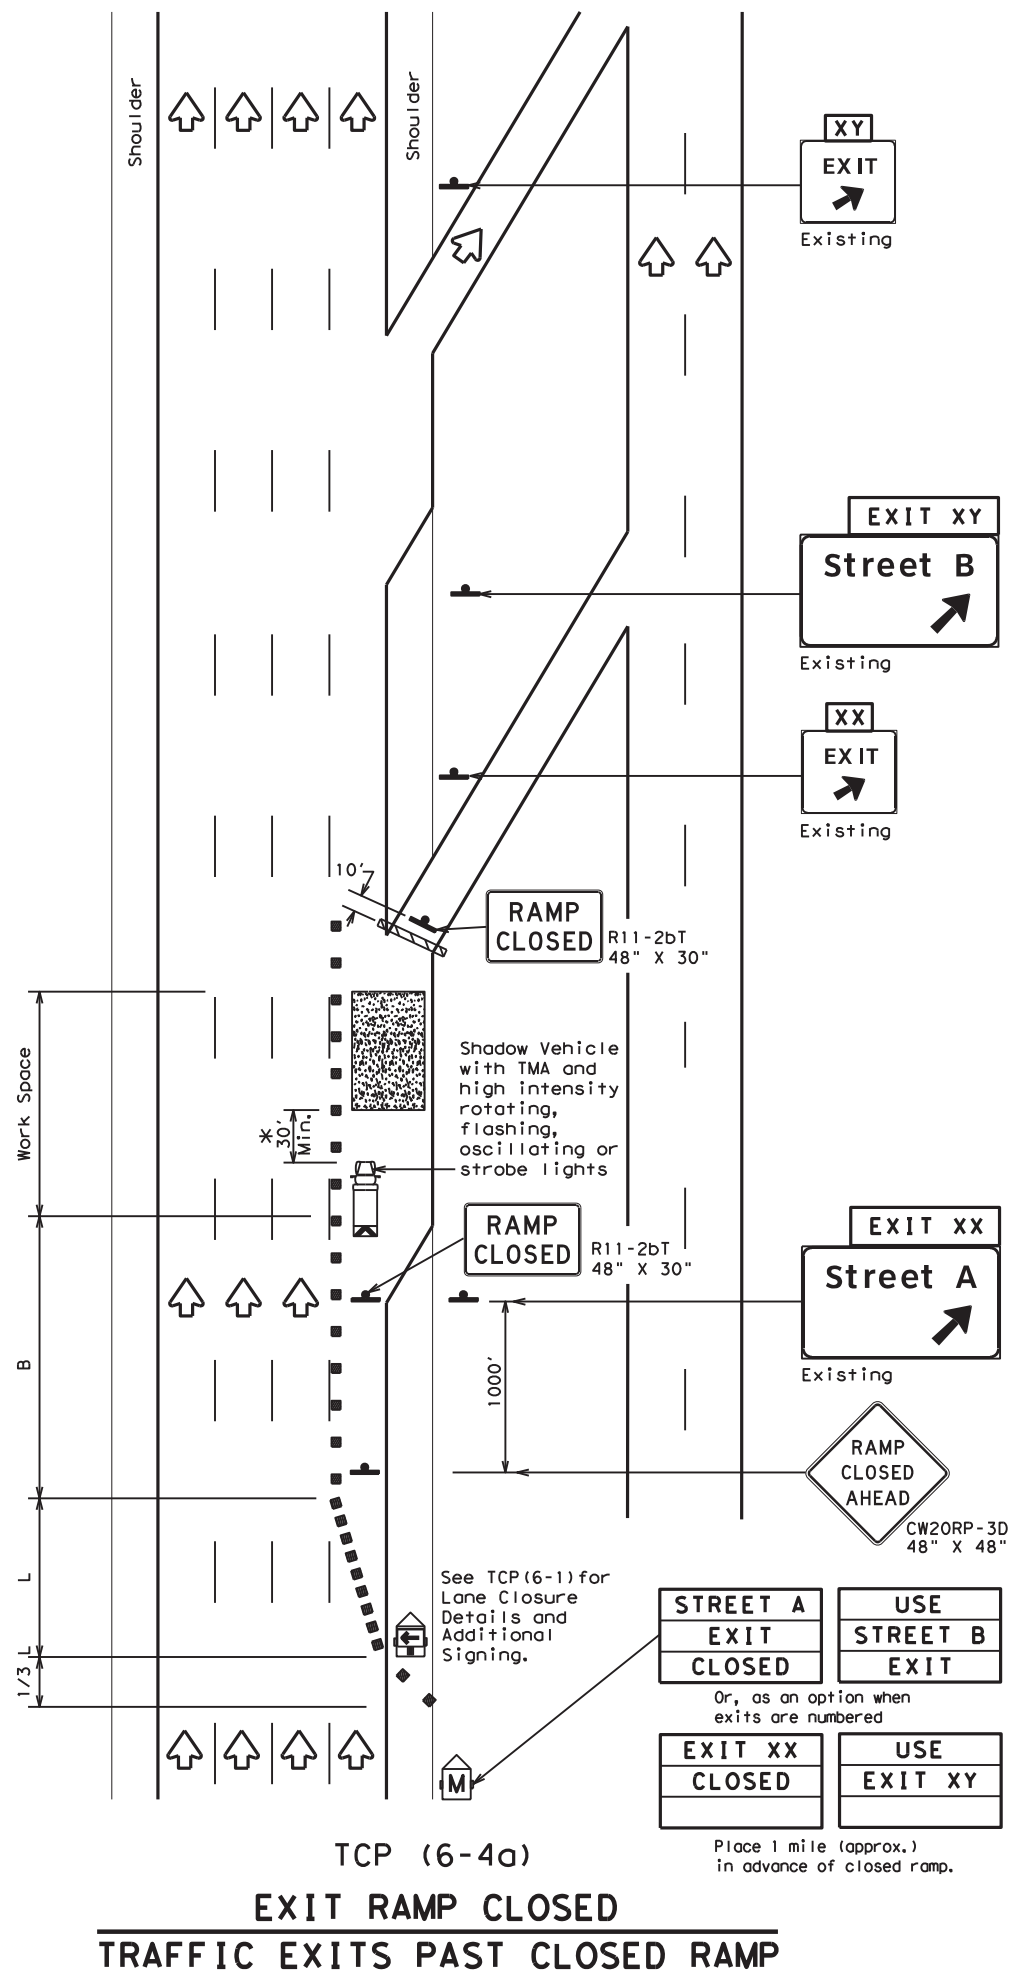 Shoulder
Shoulder
XY
EXIT
Existing
EXIT XY
Street B
Existing
XX
EXIT
Existing
10'
RAMP
CLOSED
R11-2bT
48" X 30"
Work Space
*
30'
Min.
Shadow Vehicle
with TMA and
high intensity
rotating,
flashing,
oscillating or
strobe lights
RAMP
CLOSED
R11-2bT
48" X 30"
EXIT XX
Street A
Existing
B
1000'
RAMP
CLOSED
AHEAD
CW20RP-3D
48" X 48"
L
See TCP(6-1)for
Lane Closure
Details and
Additional
Signing.
1/3 L
STREET A
EXIT
CLOSED
USE
STREET B
EXIT
Or, as an option when
exits are numbered
EXIT XX
CLOSED
USE
EXIT XY
M
Place 1 mile (approx.)
in advance of closed ramp.
TCP (6-4a)
EXIT RAMP CLOSED
TRAFFIC EXITS PAST CLOSED RAMP